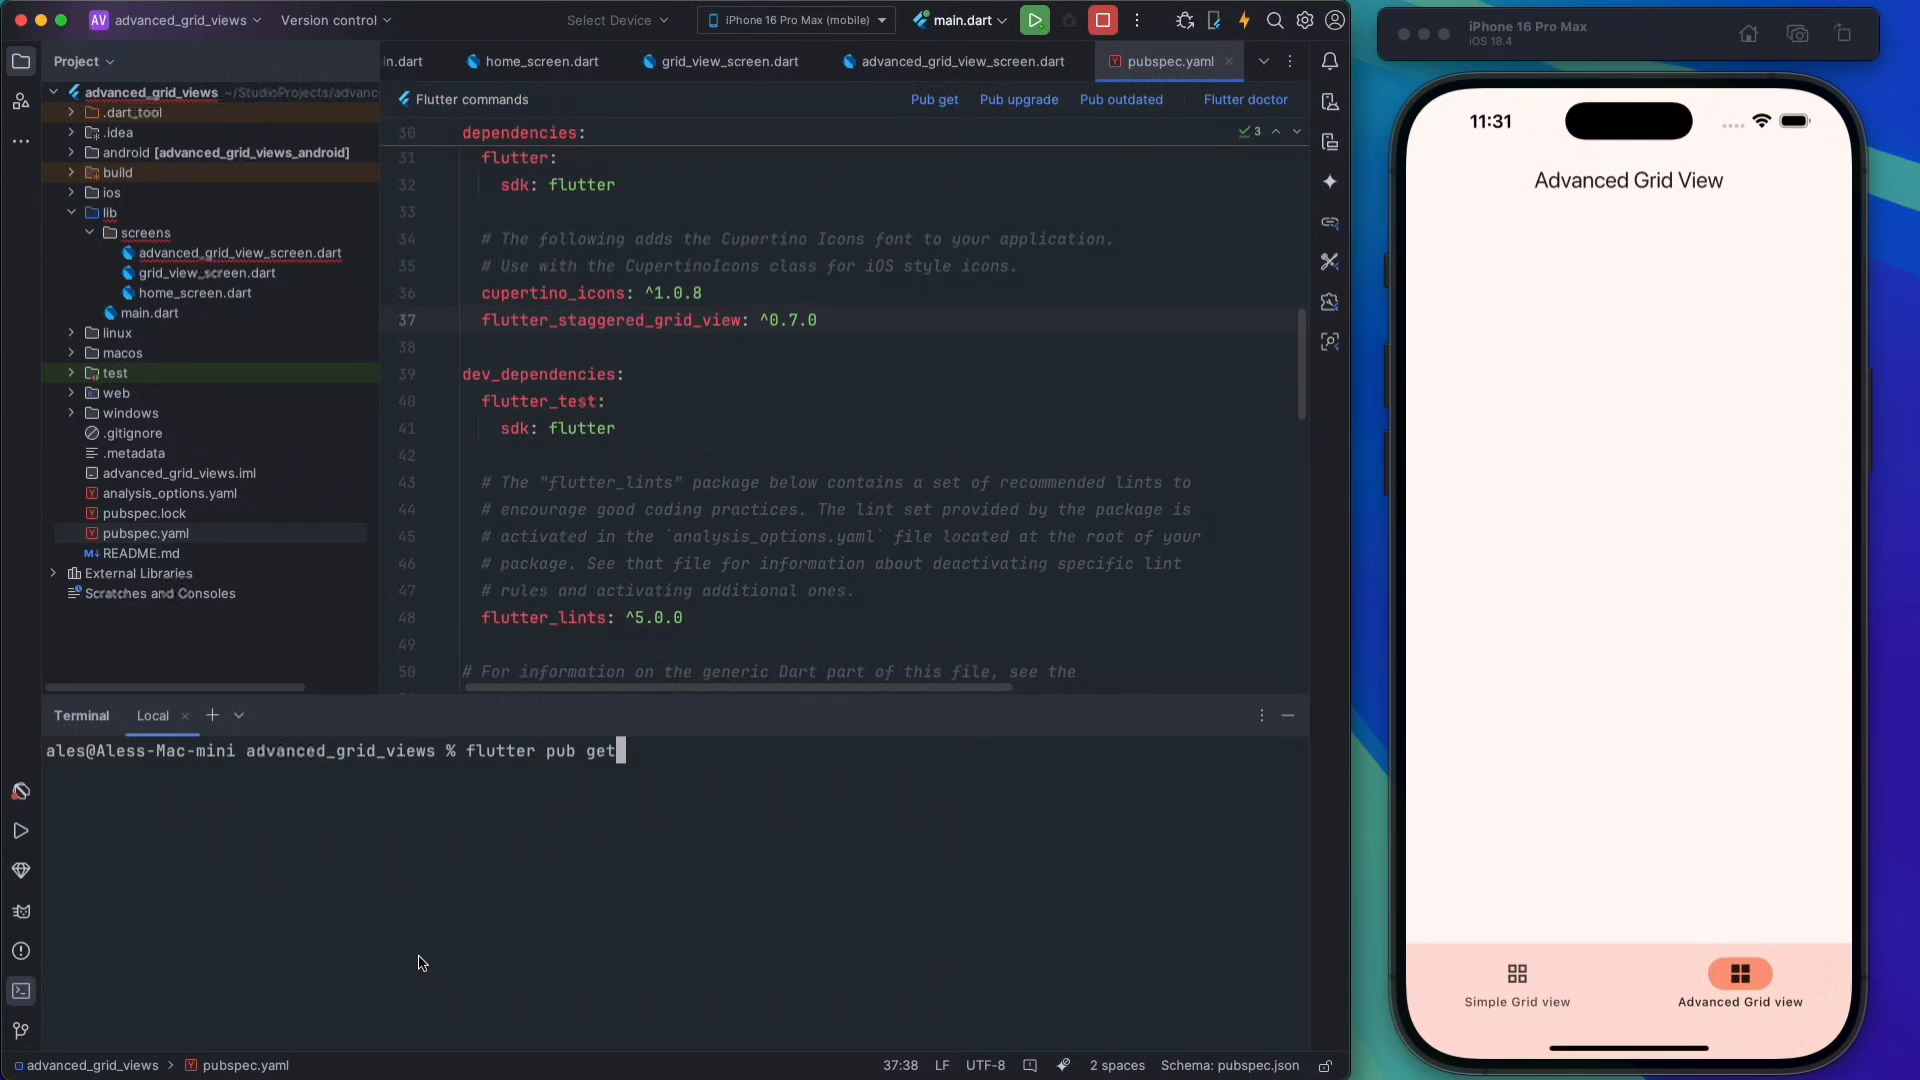 AV advanced_grid_views Version control Select Device iPhone 16 Pro Max (mobile) main.dart
Project
n.dart home_screen.dart grid_view_screen.dart advanced_grid_view_screen.dart pubspec.yaml
advanced_grid_views ~/StudioProjects/advanc
.dart_tool
.idea
android [advanced_grid_views_android]
build
ios
lib
screens
advanced_grid_view_screen.dart
grid_view_screen.dart
home_screen.dart
main.dart
linux
macos
test
web
windows
.gitignore
.metadata
advanced_grid_views.iml
analysis_options.yaml
pubspec.lock
pubspec.yaml
README.md
External Libraries
Scratches and Consoles
Flutter commands Pub get Pub upgrade Pub outdated Flutter doctor
30 dependencies: 3
31 flutter:
32 sdk: flutter
33
34 # The following adds the Cupertino Icons font to your application.
35 # Use with the CupertinoIcons class for iOS style icons.
36 cupertino_icons: ^1.0.8
37 flutter_staggered_grid_view: ^0.7.0
38
39 dev_dependencies:
40 flutter_test:
41 sdk: flutter
42
43 # The "flutter_lints" package below contains a set of recommended lints to
44 # encourage good coding practices. The lint set provided by the package is
45 # activated in the `analysis_options.yaml` file located at the root of your
46 # package. See that file for information about deactivating specific lint
47 # rules and activating additional ones.
48 flutter_lints: ^5.0.0
49
50 # For information on the generic Dart part of this file, see the
Terminal Local
ales@Aless-Mac-mini advanced_grid_views % flutter pub get
advanced_grid_views > pubspec.yaml 37:38 LF UTF-8 2 spaces Schema: pubspec.json
iPhone 16 Pro Max
iOS 18.4
11:31
Advanced Grid View
Simple Grid view Advanced Grid view